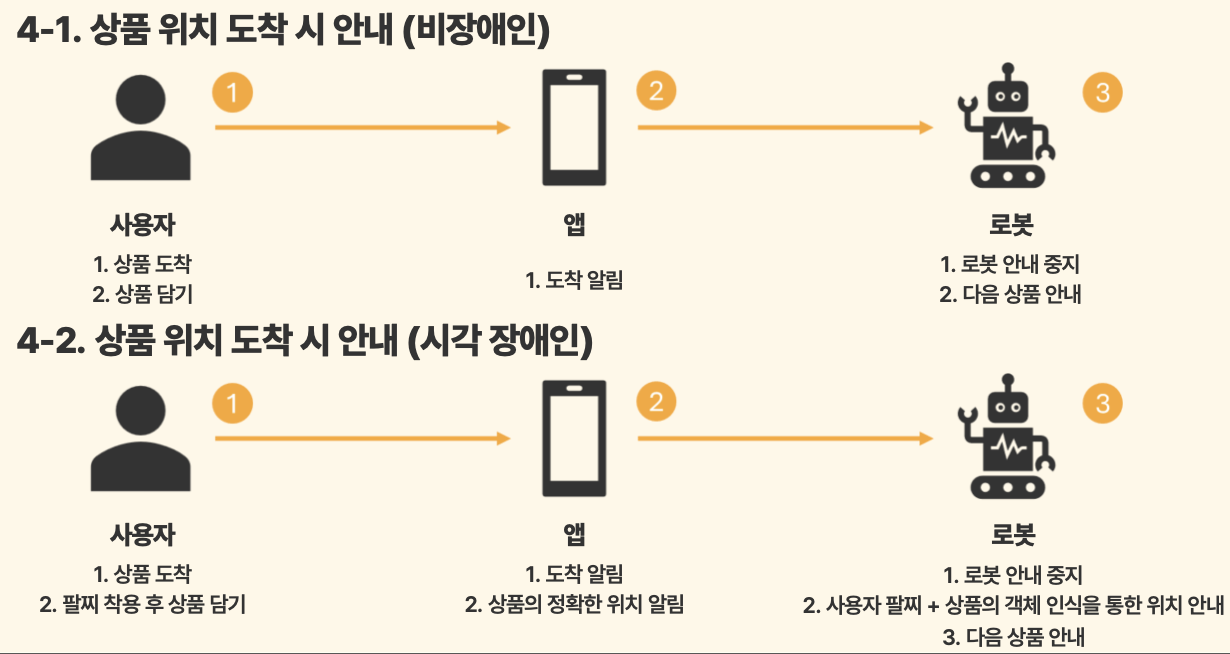 4-1. 상품 위치 도착 시 안내 (비장애인)
1
2
3
사용자
앱
로봇
1. 상품 도착
2. 상품 담기
1. 도착 알림
1. 로봇 안내 중지
2. 다음 상품 안내
4-2. 상품 위치 도착 시 안내 (시각 장애인)
1
2
3
사용자
앱
로봇
1. 상품 도착
2. 팔찌 착용 후 상품 담기
1. 도착 알림
2. 상품의 정확한 위치 알림
1. 로봇 안내 중지
2. 사용자 팔찌 + 상품의 객체 인식을 통한 위치 안내
3. 다음 상품 안내